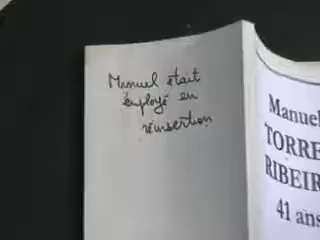 Manuel était
employé en
réinsertion
Manuel
TORRE
RIBEIR
41 ans